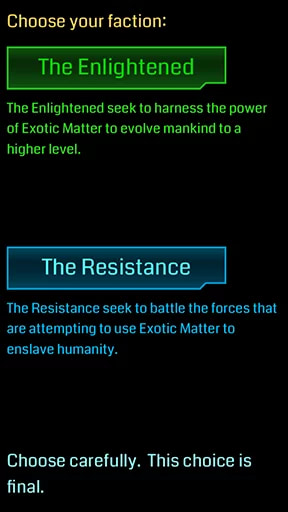 Choose your faction:
The Enlightened
The Enlightened seek to harness the power
of Exotic Matter to evolve mankind to a
higher level.
The Resistance
The Resistance seek to battle the forces that
are attempting to use Exotic Matter to
enslave humanity.
Choose carefully. This choice is
final.